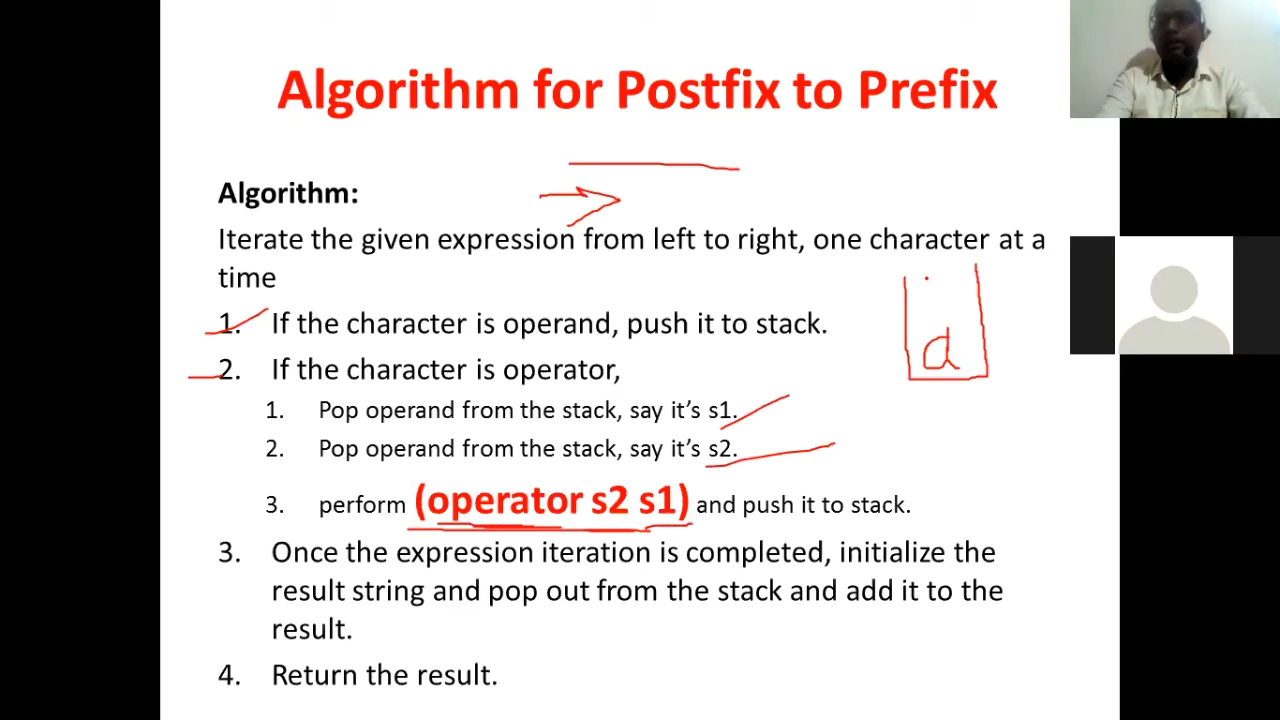 Algorithm for Postfix to Prefix
Algorithm:
Iterate the given expression from left to right, one character at a
time
1. If the character is operand, push it to stack.
2. If the character is operator,
1. Pop operand from the stack, say it’s s1.
2. Pop operand from the stack, say it’s s2.
3. perform (operator s2 s1) and push it to stack.
3. Once the expression iteration is completed, initialize the
result string and pop out from the stack and add it to the
result.
4. Return the result.
d